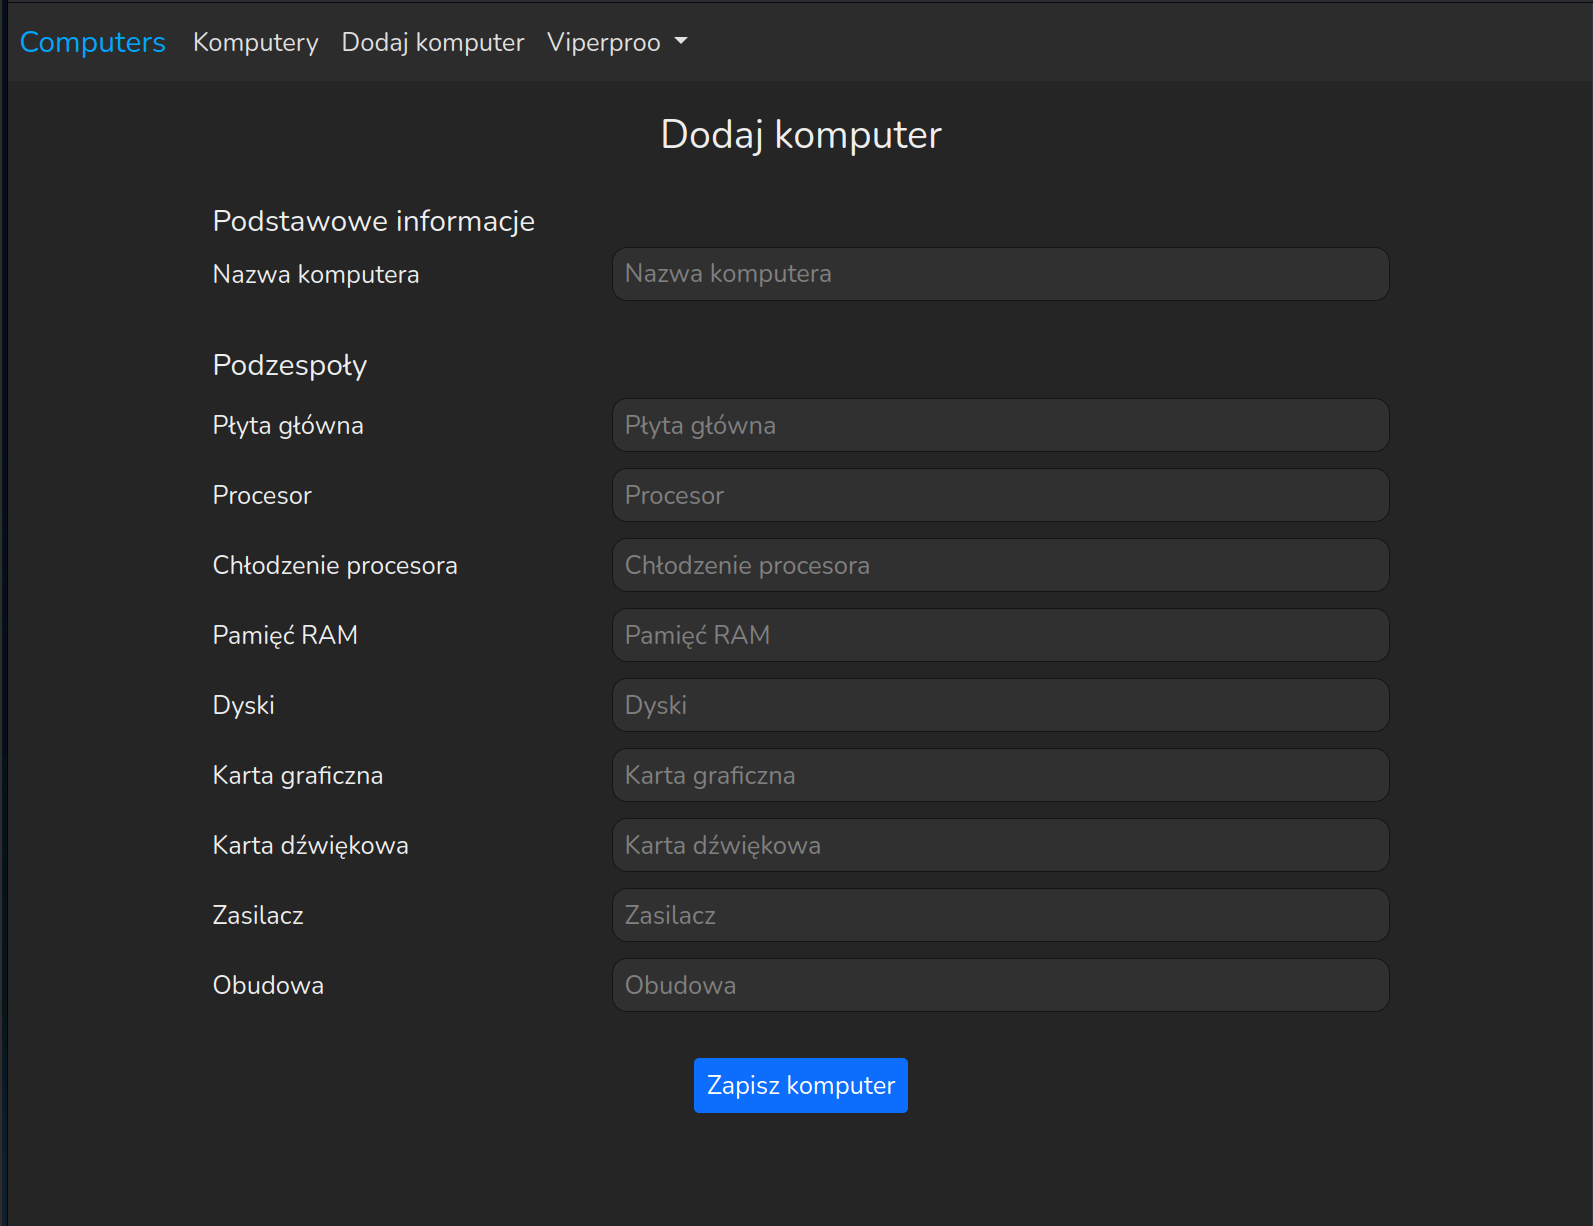 Computers Komputery Dodaj komputer Viperproo
Dodaj komputer
Podstawowe informacje
Nazwa komputera Nazwa komputera
Podzespoły
Płyta główna Płyta główna
Procesor Procesor
Chłodzenie procesora Chłodzenie procesora
Pamięć RAM Pamięć RAM
Dyski Dyski
Karta graficzna Karta graficzna
Karta dźwiękowa Karta dźwiękowa
Zasilacz Zasilacz
Obudowa Obudowa
Zapisz komputer